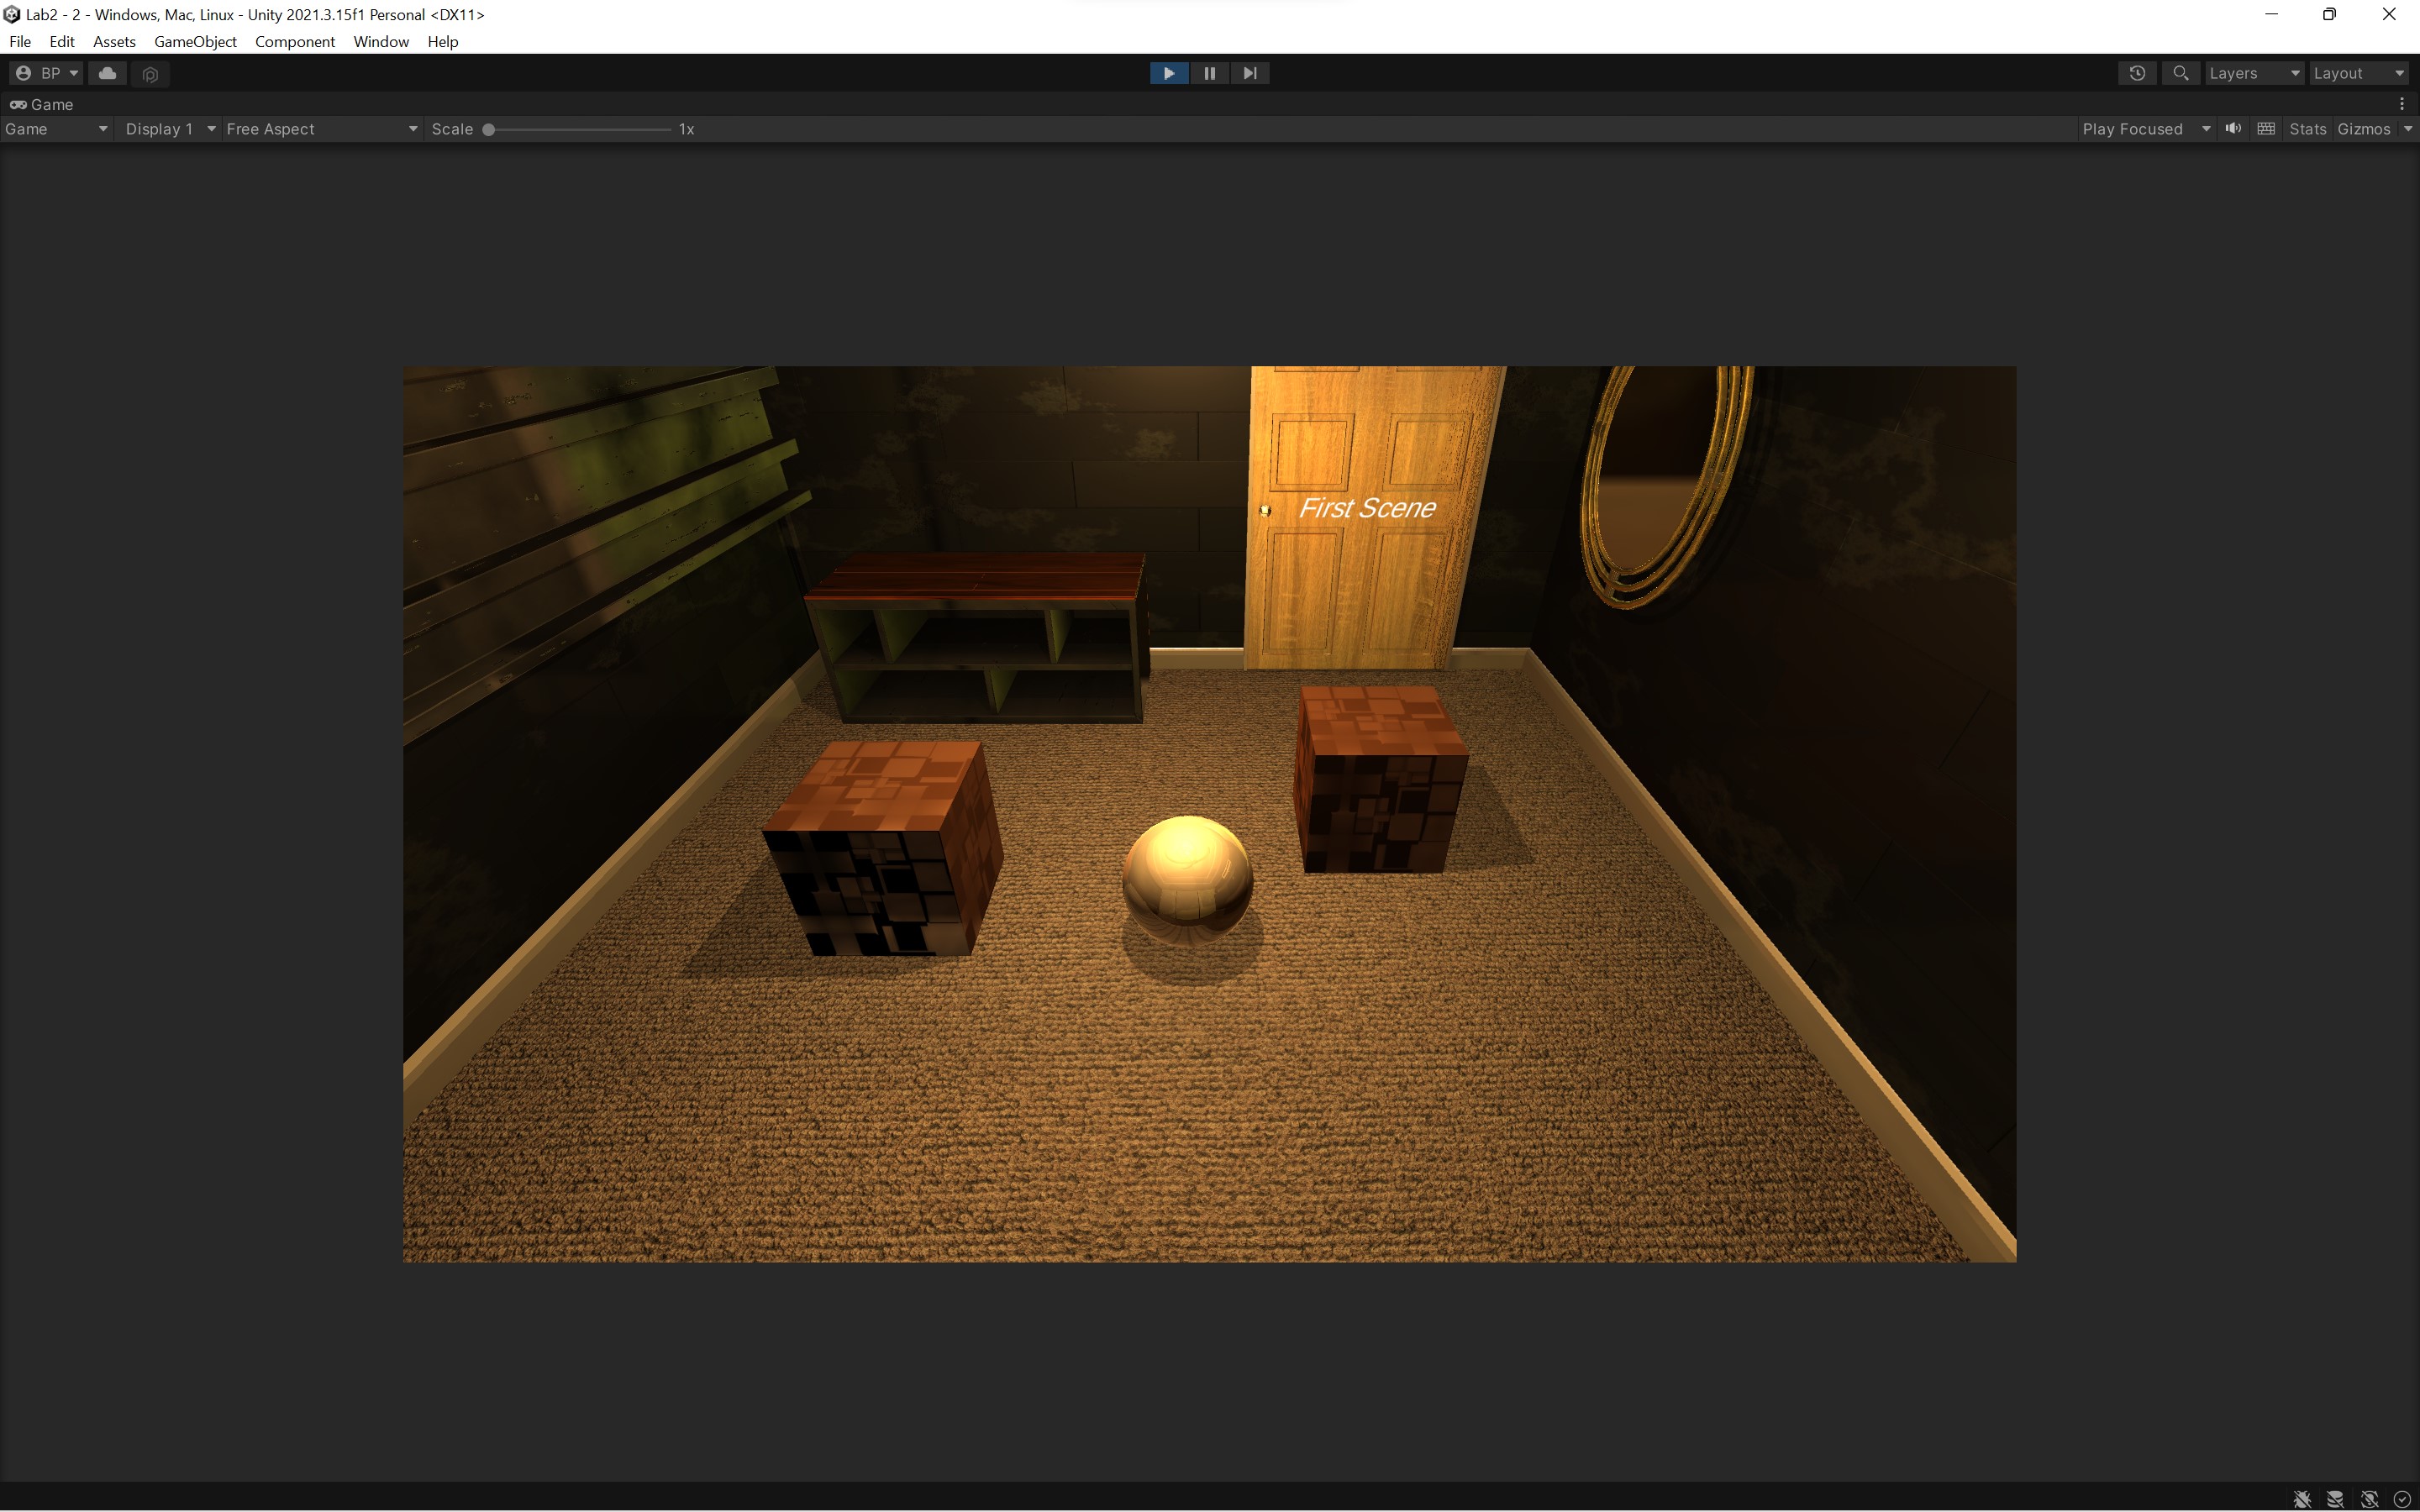 Lab2 - 2 - Windows, Mac, Linux - Unity 2021.3.15f1 Personal <DX11>
File Edit Assets GameObject Component Window Help
BP Layers Layout
Game
Game Display 1 Free Aspect Scale 1x Play Focused Stats Gizmos
First Scene